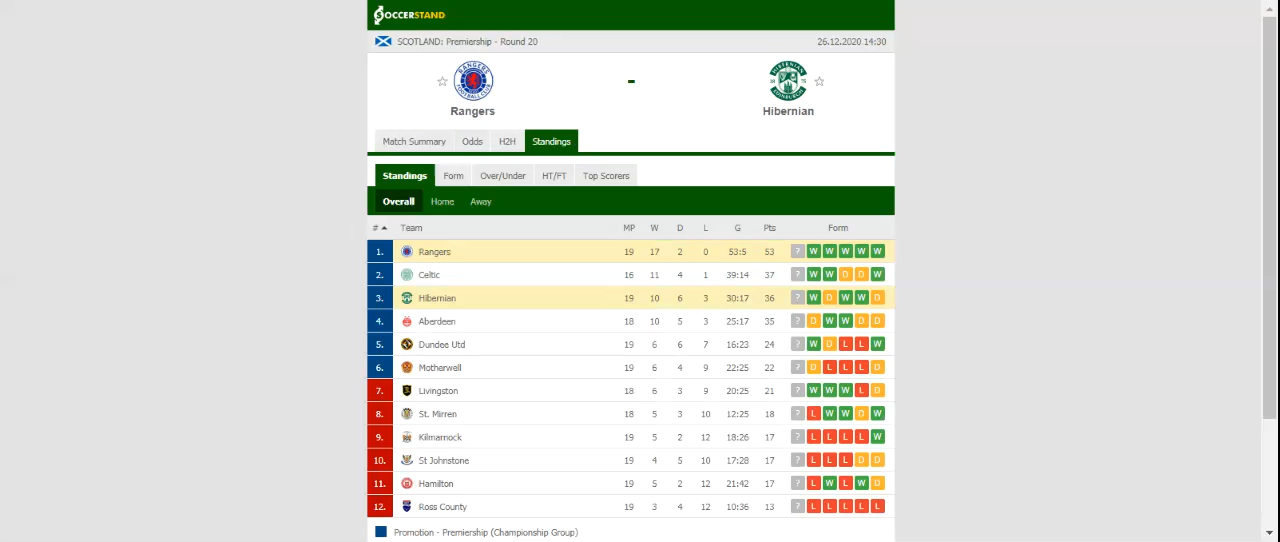 SOCCERSTAND
SCOTLAND: Premiership - Round 20 26.12.2020 14:30
-
Rangers Hibernian
Match Summary Odds H2H Standings
Standings Form Over/Under HT/FT Top Scorers
Overall Home Away
# Team MP W D L G Pts Form
1. Rangers 19 17 2 0 53:5 53 ? W W W W W
2. Celtic 16 11 4 1 39:14 37 ? W W D D W
3. Hibernian 19 10 6 3 30:17 36 ? W D W W D
4. Aberdeen 18 10 5 3 25:17 35 ? D W W D D
5. Dundee Utd 19 6 6 7 16:23 24 ? W D L L W
6. Motherwell 19 6 4 9 22:25 22 ? D L L L D
7. Livingston 18 6 3 9 20:25 21 ? W W W L D
8. St. Mirren 18 5 3 10 12:25 18 ? L W W D W
9. Kilmarnock 19 5 2 12 18:26 17 ? L L L L W
10. St Johnstone 19 4 5 10 17:28 17 ? L L L D D
11. Hamilton 19 5 2 12 21:42 17 ? L W L W D
12. Ross County 19 3 4 12 10:36 13 ? L L L L L
Promotion - Premiership (Championship Group)